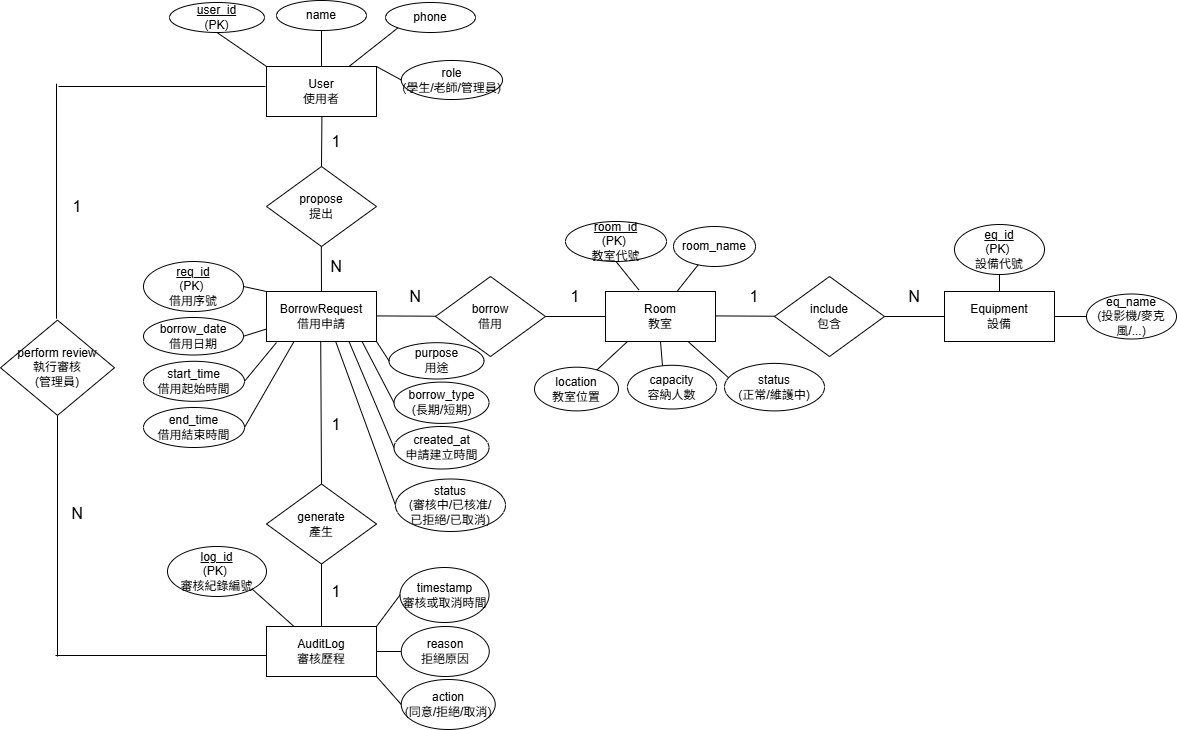 user_id
(PK)
name
phone
role
(學生/老師/管理員)
User
使用者
1
propose
提出
N
1
perform review
執行審核
(管理員)
N
req_id
(PK)
借用序號
borrow_date
借用日期
start_time
借用起始時間
end_time
借用結束時間
BorrowRequest
借用申請
purpose
用途
borrow_type
(長期/短期)
created_at
申請建立時間
status
(審核中/已核准/
已拒絕/已取消)
N
borrow
借用
1
room_id
(PK)
教室代號
room_name
Room
教室
location
教室位置
capacity
容納人數
status
(正常/維護中)
1
include
包含
N
eq_id
(PK)
設備代號
Equipment
設備
eq_name
(投影機/麥克
風/...)
1
generate
產生
1
log_id
(PK)
審核紀錄編號
AuditLog
審核歷程
timestamp
審核或取消時間
reason
拒絕原因
action
(同意/拒絕/取消)